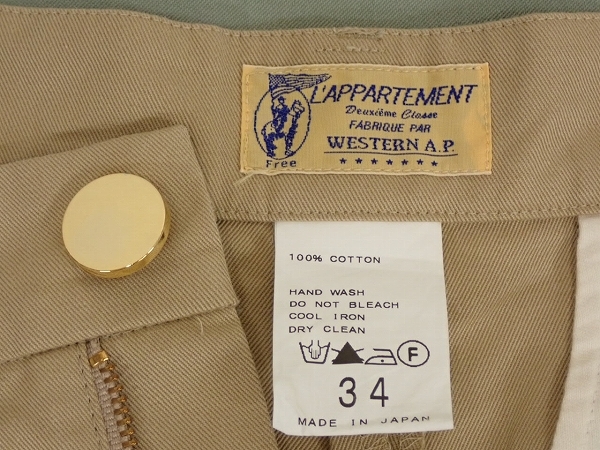 L'APPARTEMENT
Deuxième Classe
FABRIQUE PAR
WESTERN A.P.
Free
100% COTTON
HAND WASH
DO NOT BLEACH
COOL IRON
DRY CLEAN
F
34
MADE IN JAPAN